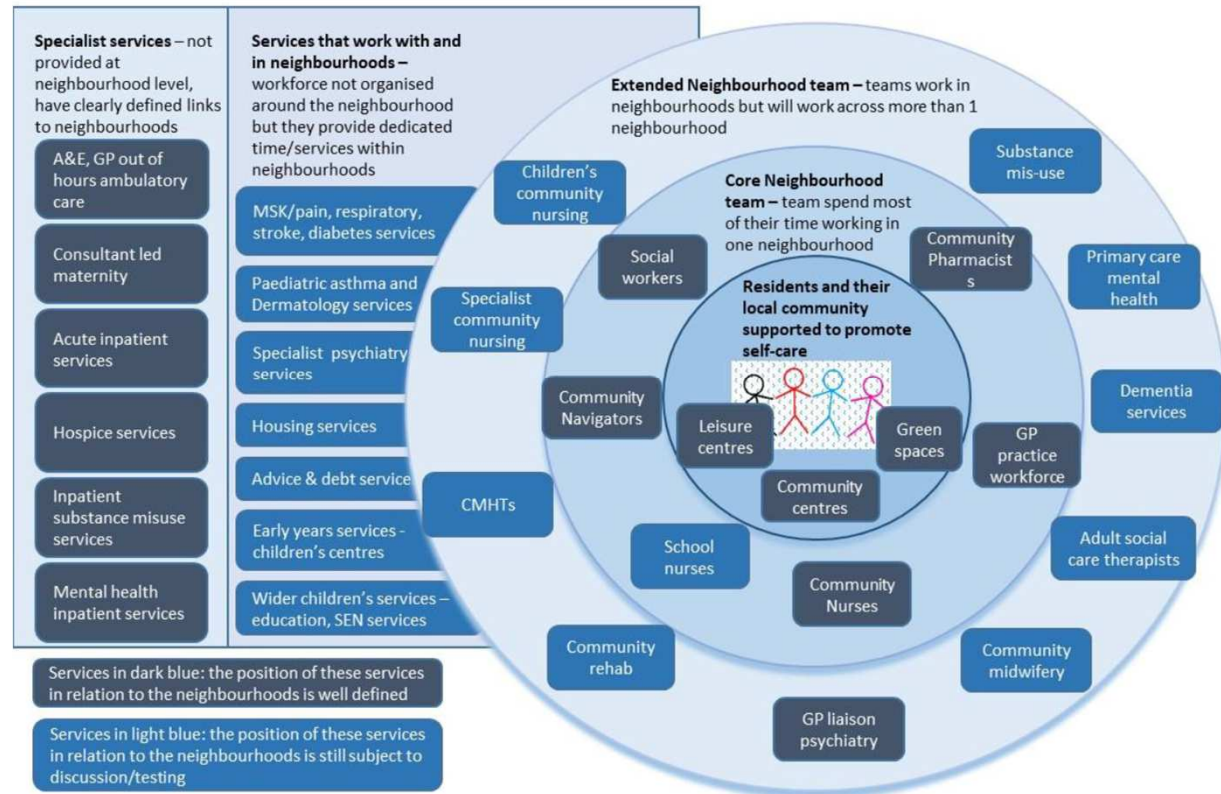 Specialist services – not
provided at
neighbourhood level,
have clearly defined links
to neighbourhoods
A&E, GP out of
hours ambulatory
care
Consultant led
maternity
Acute inpatient
services
Hospice services
Inpatient
substance misuse
services
Mental health
inpatient services
Services that work with and
in neighbourhoods –
workforce not organised
around the neighbourhood
but they provide dedicated
time/services within
neighbourhoods
MSK/pain, respiratory,
stroke, diabetes services
Paediatric asthma and
Dermatology services
Specialist psychiatry
services
Housing services
Advice & debt service
Early years services -
children's centres
Wider children's services –
education, SEN services
Extended Neighbourhood team – teams work in
neighbourhoods but will work across more than 1
neighbourhood
Children's
community
nursing
Substance
mis-use
Specialist
community
nursing
Primary care
mental
health
Dementia
services
CMHTs
Adult social
care therapists
Community
rehab
Community
midwifery
GP liaison
psychiatry
Core Neighbourhood
team – team spend most
of their time working in
one neighbourhood
Social
workers
Community
Pharmacist
s
Community
Navigators
GP
practice
workforce
School
nurses
Community
Nurses
Residents and their
local community
supported to promote
self-care
Leisure
centres
Green
spaces
Community
centres
Services in dark blue: the position of these services
in relation to the neighbourhoods is well defined
Services in light blue: the position of these services
in relation to the neighbourhoods is still subject to
discussion/testing